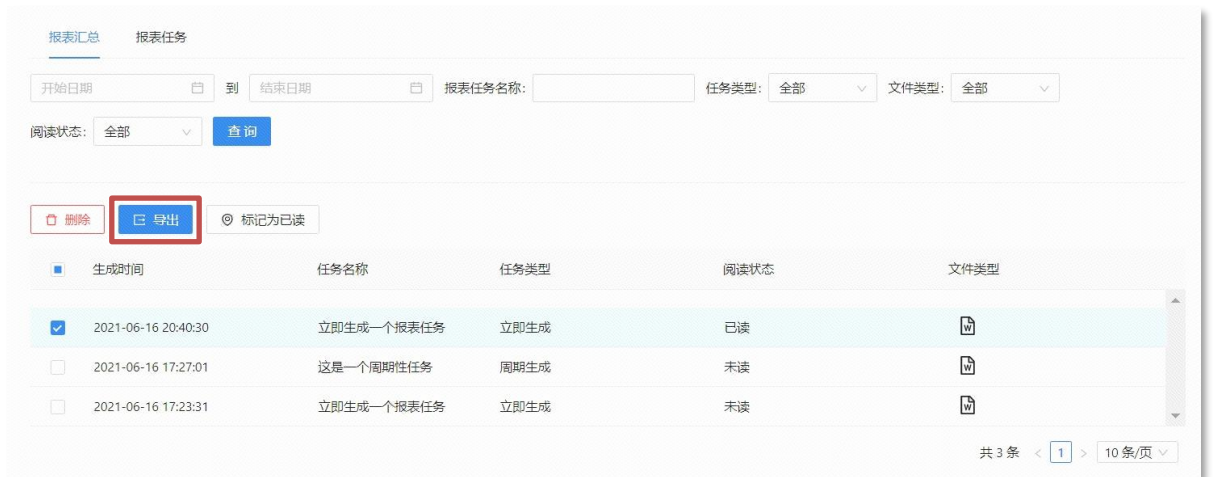 报表汇总 报表任务
开始日期 到 结束日期 报表任务名称: 任务类型: 全部 文件类型: 全部
阅读状态: 全部 查询
删除 导出 标记为已读
生成时间 任务名称 任务类型 阅读状态 文件类型
2021-06-16 20:40:30 立即生成一个报表任务 立即生成 已读 W
2021-06-16 17:27:01 这是一个周期性任务 周期生成 未读 W
2021-06-16 17:23:31 立即生成一个报表任务 立即生成 未读 W
共 3 条 < 1 > 10 条/页